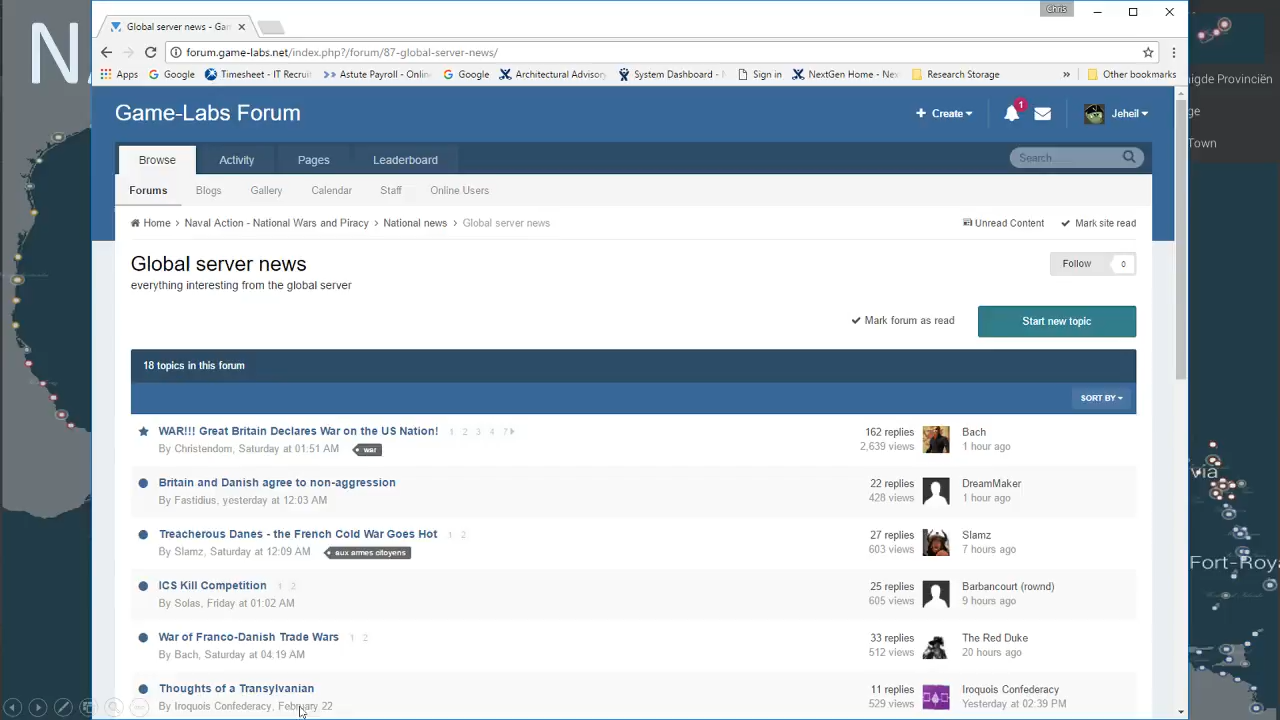 Chris
Global server news - Gam
forum.game-labs.net/index.php?/forum/87-global-server-news/
Apps Google Timesheet - IT Recruit Astute Payroll - Online Google Architectural Advisory System Dashboard - Sign in NextGen Home - Nex Research Storage » Other bookmarks
Game-Labs Forum
+ Create 1 Jeheil
Browse Activity Pages Leaderboard Search...
Forums Blogs Gallery Calendar Staff Online Users
Home > Naval Action - National Wars and Piracy > National news > Global server news Unread Content Mark site read
Global server news Follow 0
everything interesting from the global server
Mark forum as read Start new topic
18 topics in this forum
SORT BY
WAR!!! Great Britain Declares War on the US Nation! 1 2 3 4 7 162 replies Bach
By Christendom, Saturday at 01:51 AM war 2,639 views 1 hour ago
Britain and Danish agree to non-aggression 22 replies DreamMaker
By Fastidius, yesterday at 12:03 AM 428 views 1 hour ago
Treacherous Danes - the French Cold War Goes Hot 1 2 27 replies Slamz
By Slamz, Saturday at 12:09 AM aux armes citoyens 603 views 7 hours ago
ICS Kill Competition 1 2 25 replies Barbancourt (rownd)
By Solas, Friday at 01:02 AM 605 views 9 hours ago
War of Franco-Danish Trade Wars 1 2 33 replies The Red Duke
By Bach, Saturday at 04:19 AM 512 views 20 hours ago
Thoughts of a Transylvanian 11 replies Iroquois Confederacy
By Iroquois Confederacy, February 22 529 views Yesterday at 02:39 PM
NA
igde Provinciën
ge
Town
via
Fort-Roya